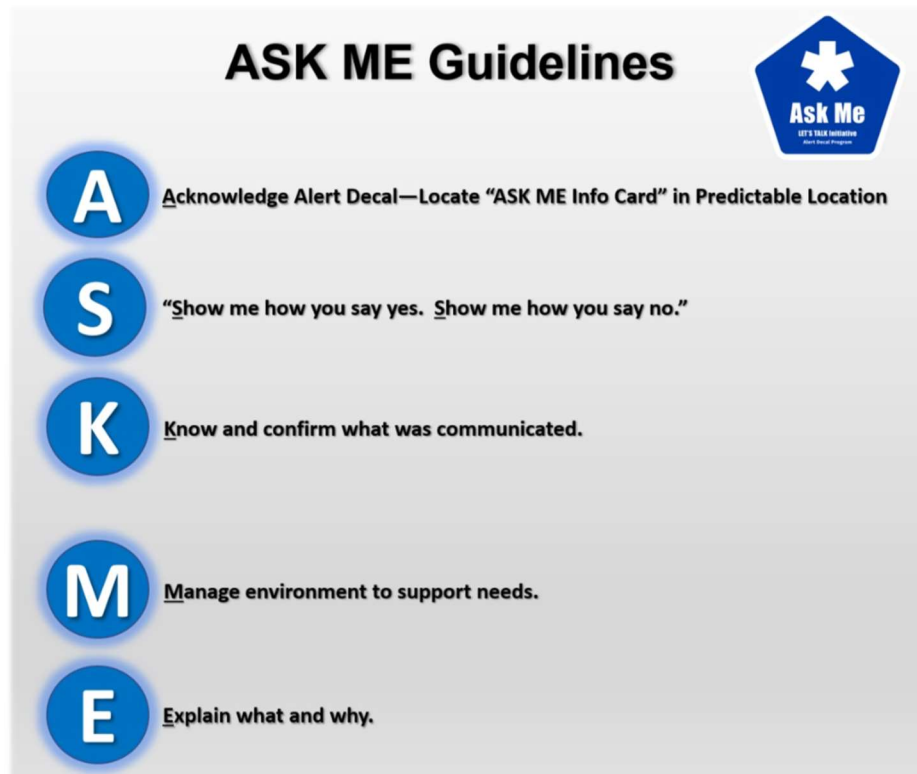 ASK ME Guidelines
Ask Me
LET'S TALK Initiative
Alert Decal Program
A
Acknowledge Alert Decal—Locate “ASK ME Info Card” in Predictable Location
S
“Show me how you say yes.  Show me how you say no.”
K
Know and confirm what was communicated.
M
Manage environment to support needs.
E
Explain what and why.